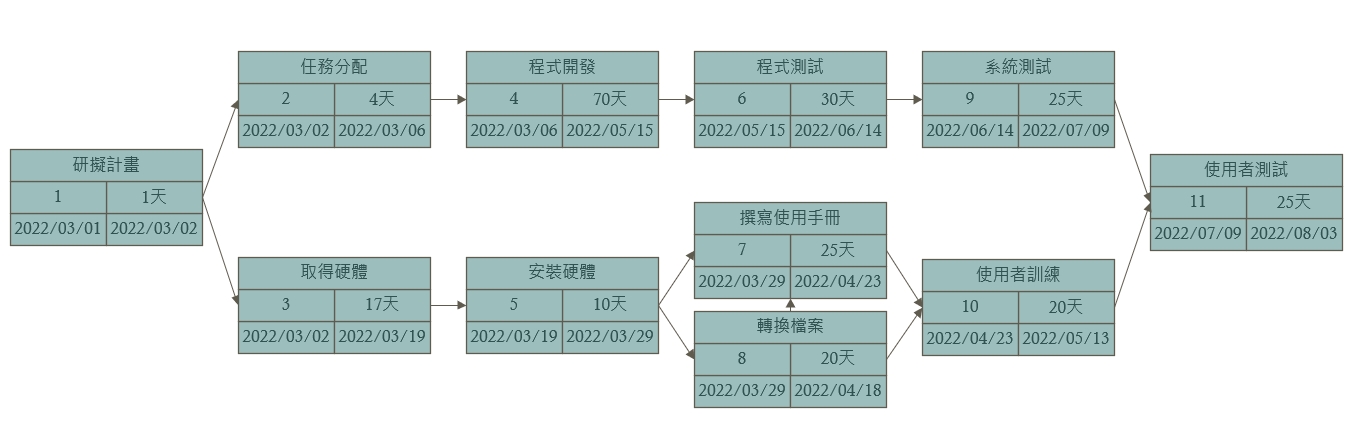 研擬計畫
1 1天
2022/03/01 2022/03/02
任務分配
2 4天
2022/03/02 2022/03/06
取得硬體
3 17天
2022/03/02 2022/03/19
程式開發
4 70天
2022/03/06 2022/05/15
安裝硬體
5 10天
2022/03/19 2022/03/29
程式測試
6 30天
2022/05/15 2022/06/14
撰寫使用手冊
7 25天
2022/03/29 2022/04/23
轉換檔案
8 20天
2022/03/29 2022/04/18
系統測試
9 25天
2022/06/14 2022/07/09
使用者訓練
10 20天
2022/04/23 2022/05/13
使用者測試
11 25天
2022/07/09 2022/08/03